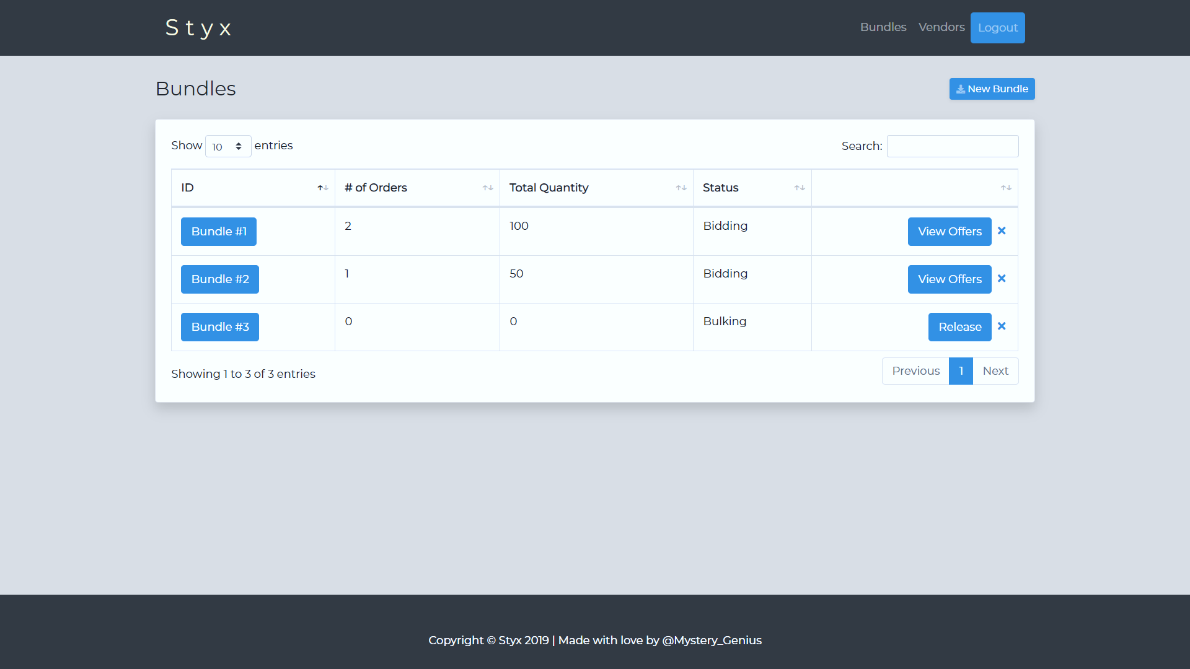 Styx
Bundles Vendors Logout
Bundles
New Bundle
Show 10 entries
Search:
ID # of Orders Total Quantity Status
Bundle #1 2 100 Bidding View Offers ×
Bundle #2 1 50 Bidding View Offers ×
Bundle #3 0 0 Bulking Release ×
Showing 1 to 3 of 3 entries
Previous 1 Next
Copyright © Styx 2019 | Made with love by @Mystery_Genius